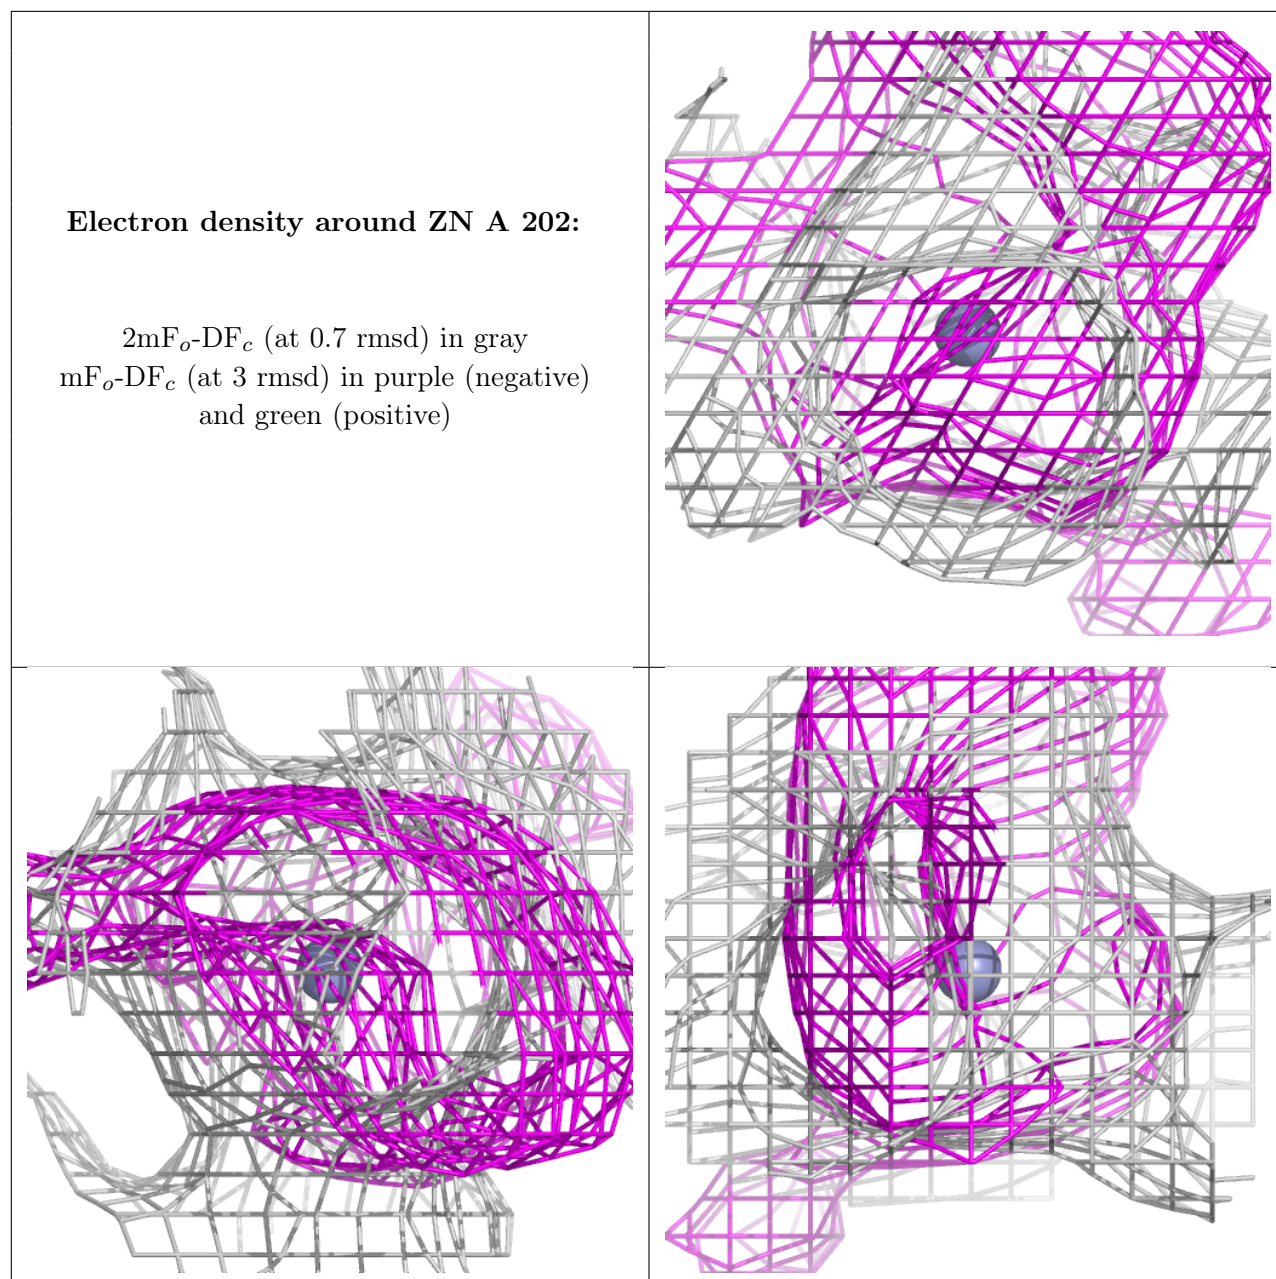 Electron density around ZN A 202:
2mFo-DFc (at 0.7 rmsd) in gray
mFo-DFc (at 3 rmsd) in purple (negative)
and green (positive)